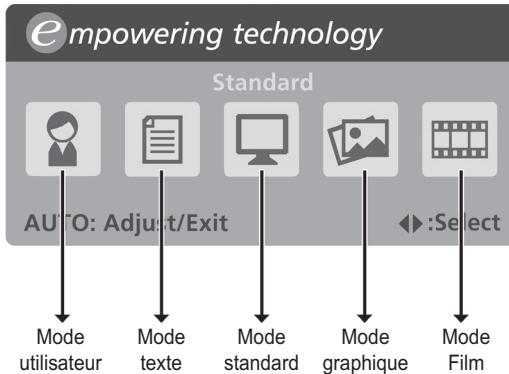 empowering technology
Standard
AUTO: Adjust/Exit ◀▶ :Select
Mode utilisateur
Mode texte
Mode standard
Mode graphique
Mode Film